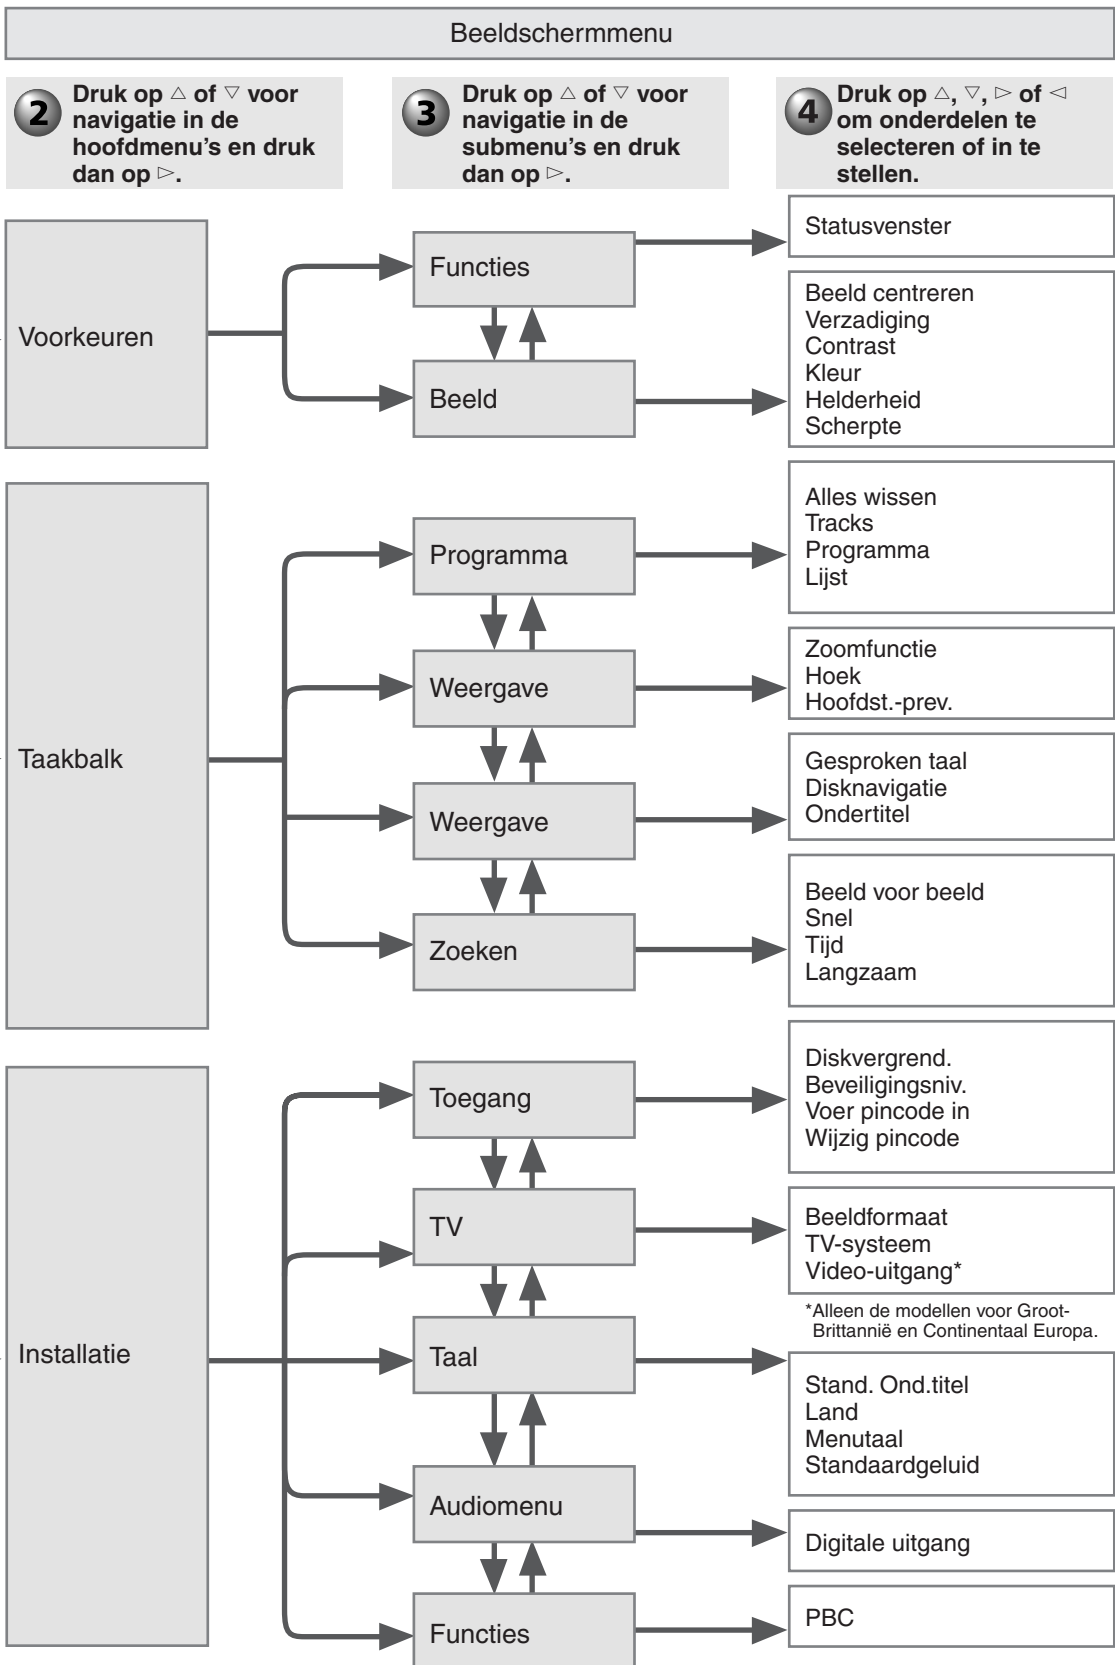 Beeldschermmenu
2 Druk op △ of ▽ voor
navigatie in de
hoofdmenu's en druk
dan op ▷.
3 Druk op △ of ▽ voor
navigatie in de
submenu's en druk
dan op ▷.
4 Druk op △, ▽, ▷ of ◁
om onderdelen te
selecteren of in te
stellen.
Voorkeuren
Functies
Statusvenster
Beeld
Beeld centreren
Verzadiging
Contrast
Kleur
Helderheid
Scherpte
Taakbalk
Programma
Alles wissen
Tracks
Programma
Lijst
Weergave
Zoomfunctie
Hoek
Hoofdst.-prev.
Weergave
Gesproken taal
Disknavigatie
Ondertitel
Zoeken
Beeld voor beeld
Snel
Tijd
Langzaam
Installatie
Toegang
Diskvergrend.
Beveiligingsniv.
Voer pincode in
Wijzig pincode
TV
Beeldformaat
TV-systeem
Video-uitgang*
*Alleen de modellen voor Groot-
Brittannië en Continentaal Europa.
Taal
Stand. Ond.titel
Land
Menutaal
Standaardgeluid
Audiomenu
Digitale uitgang
Functies
PBC